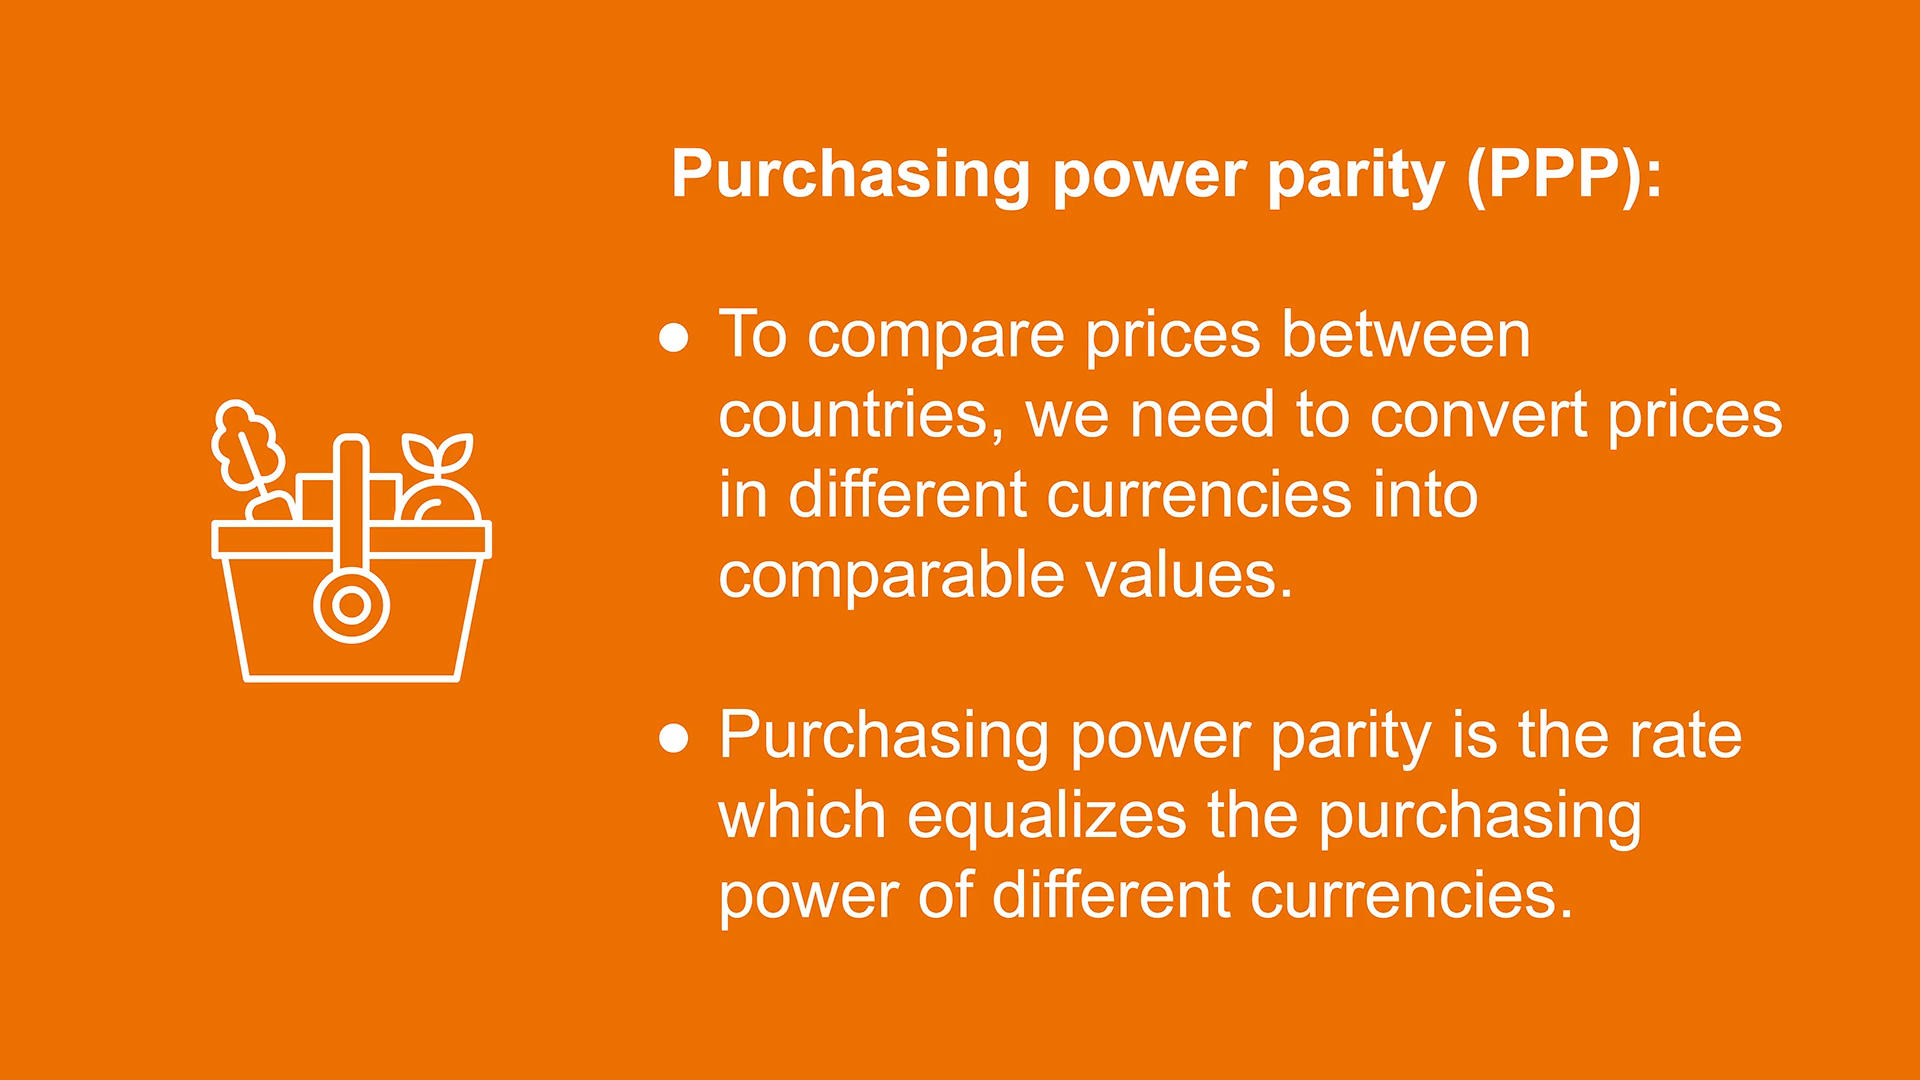 Purchasing power parity (PPP):
● To compare prices between
countries, we need to convert prices
in different currencies into
comparable values.
● Purchasing power parity is the rate
which equalizes the purchasing
power of different currencies.